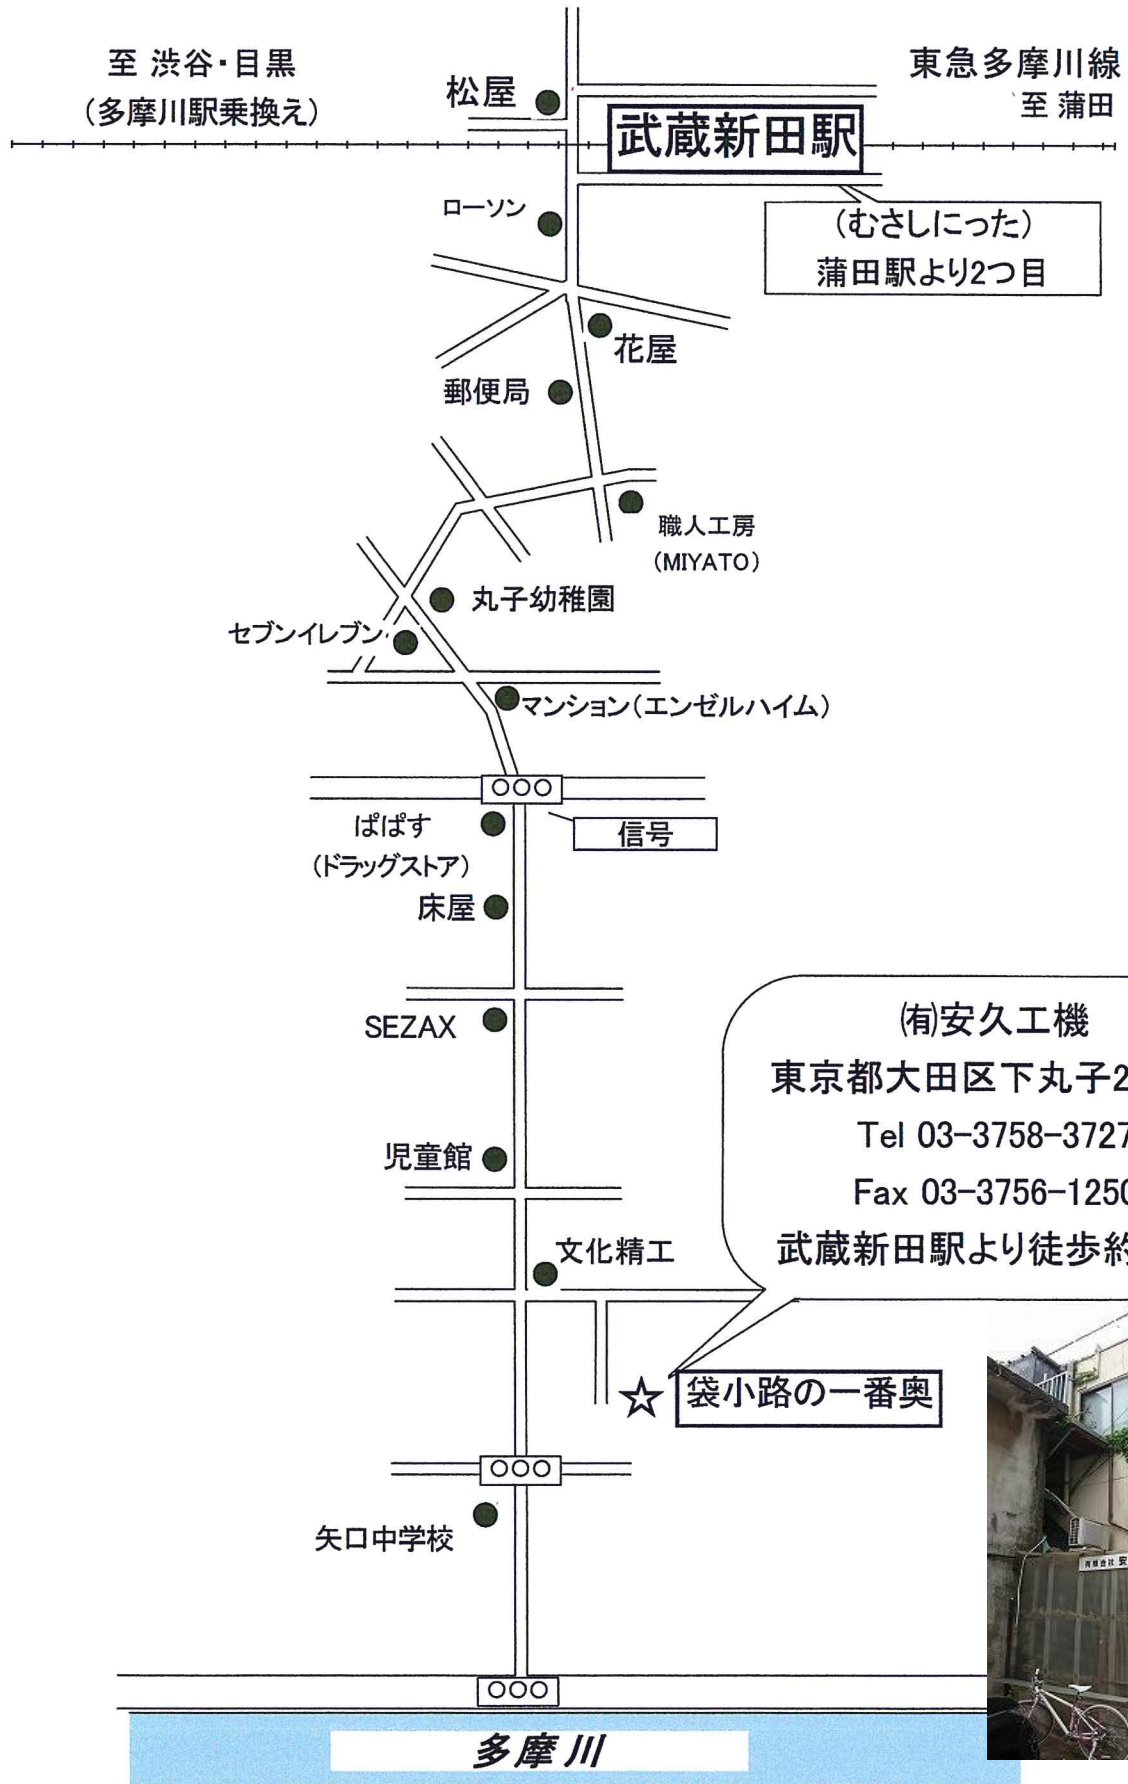 至 渋谷・目黒
(多摩川駅乗換え)
東急多摩川線
至 蒲田
松屋
武蔵新田駅
ローソン
(むさしにった)
蒲田駅より2つ目
花屋
郵便局
職人工房
(MIYATO)
丸子幼稚園
セブンイレブン
マンション(エンゼルハイム)
信号
ぱぱす
(ドラッグストア)
床屋
SEZAX
㈲安久工機
東京都大田区下丸子2
Tel 03-3758-3727
Fax 03-3756-1250
武蔵新田駅より徒歩約
児童館
文化精工
袋小路の一番奥
矢口中学校
有限会社 安
多摩川